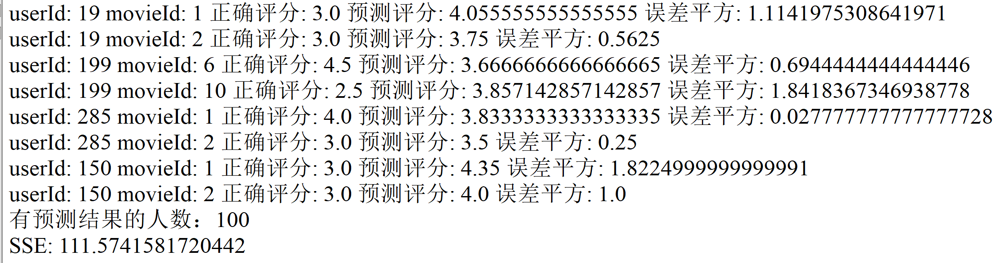 userId: 19 movieId: 1 正确评分: 3.0 预测评分: 4.055555555555555 误差平方: 1.1141975308641971
userId: 19 movieId: 2 正确评分: 3.0 预测评分: 3.75 误差平方: 0.5625
userId: 199 movieId: 6 正确评分: 4.5 预测评分: 3.6666666666666665 误差平方: 0.6944444444444446
userId: 199 movieId: 10 正确评分: 2.5 预测评分: 3.857142857142857 误差平方: 1.8418367346938778
userId: 285 movieId: 1 正确评分: 4.0 预测评分: 3.8333333333333335 误差平方: 0.027777777777777728
userId: 285 movieId: 2 正确评分: 3.0 预测评分: 3.5 误差平方: 0.25
userId: 150 movieId: 1 正确评分: 3.0 预测评分: 4.35 误差平方: 1.8224999999999991
userId: 150 movieId: 2 正确评分: 3.0 预测评分: 4.0 误差平方: 1.0
有预测结果的人数：100
SSE: 111.5741581720442